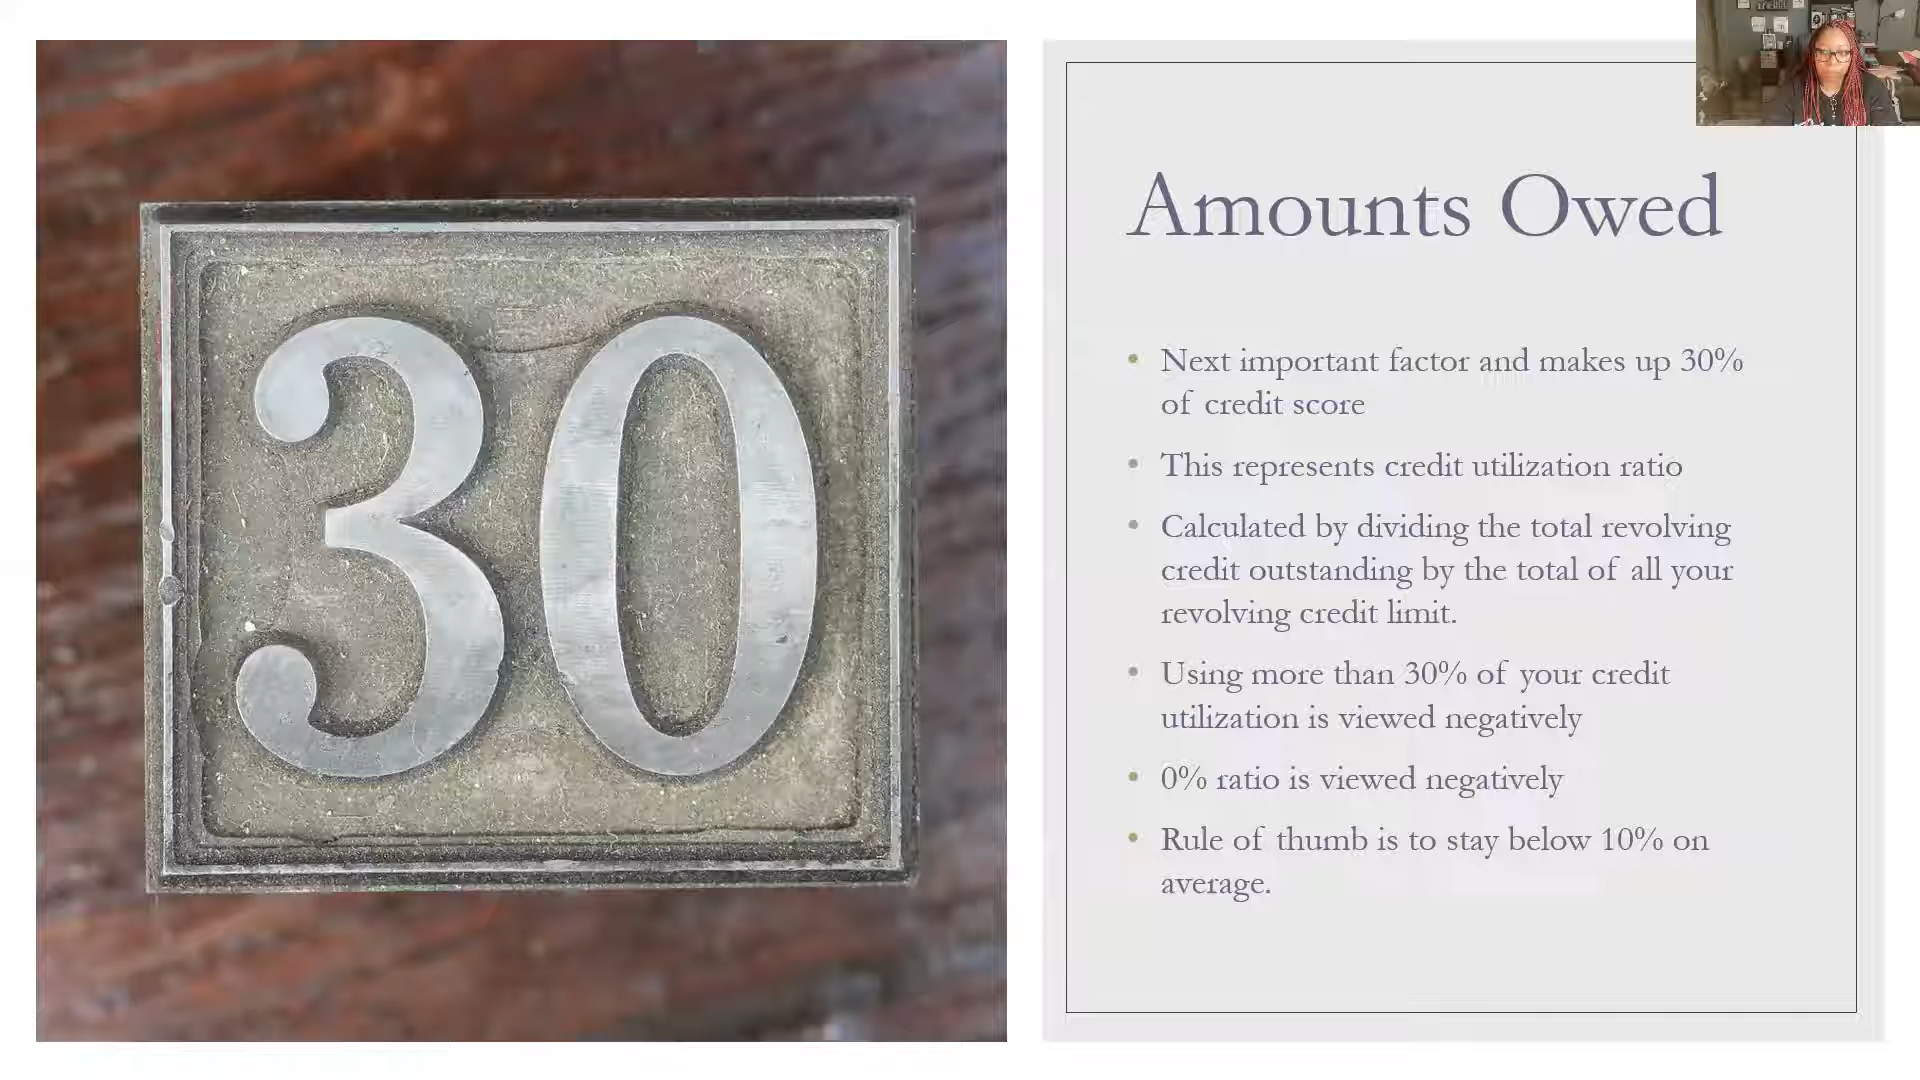 30
Amounts Owed
• Next important factor and makes up 30%
of credit score
• This represents credit utilization ratio
• Calculated by dividing the total revolving
credit outstanding by the total of all your
revolving credit limit.
• Using more than 30% of your credit
utilization is viewed negatively
• 0% ratio is viewed negatively
• Rule of thumb is to stay below 10% on
average.